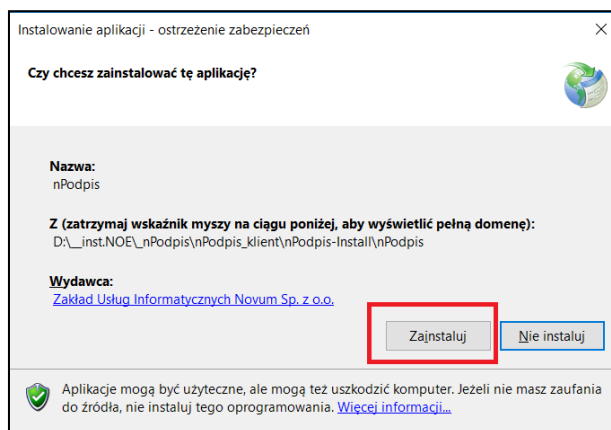 Instalowanie aplikacji - ostrzeżenie zabezpieczeń
Czy chcesz zainstalować tę aplikację?
Nazwa:
nPodpis
Z (zatrzymaj wskaźnik myszy na ciągu poniżej, aby wyświetlić pełną domenę):
D:\__inst.NOE\_nPodpis\nPodpis_klient\nPodpis-Install\nPodpis
Wydawca:
Zakład Usług Informatycznych Novum Sp. z o.o.
Zainstaluj
Nie instaluj
Aplikacje mogą być użyteczne, ale mogą też uszkodzić komputer. Jeżeli nie masz zaufania
do źródła, nie instaluj tego oprogramowania. Więcej informacji...